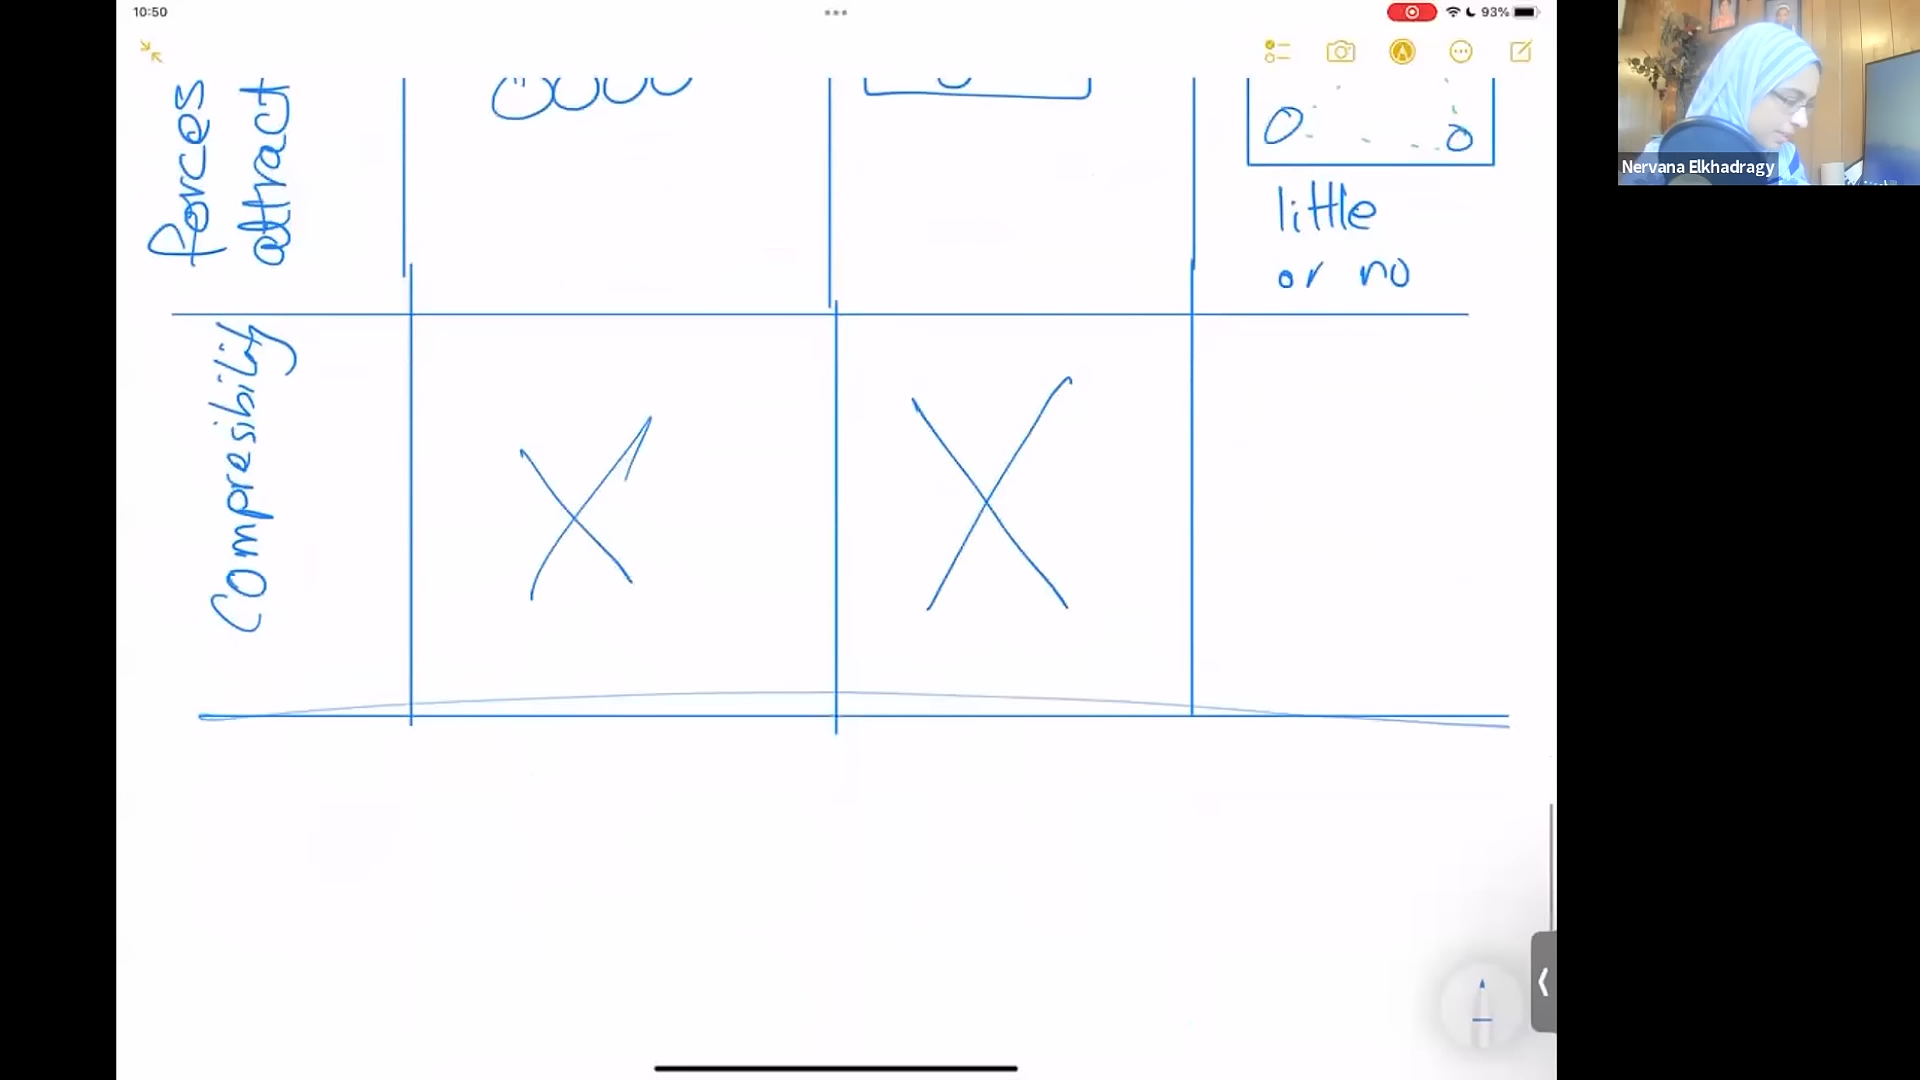 10:50
93%
Nervana Elkhadragy
forces
attract
little
or no
Compresibility
X
X